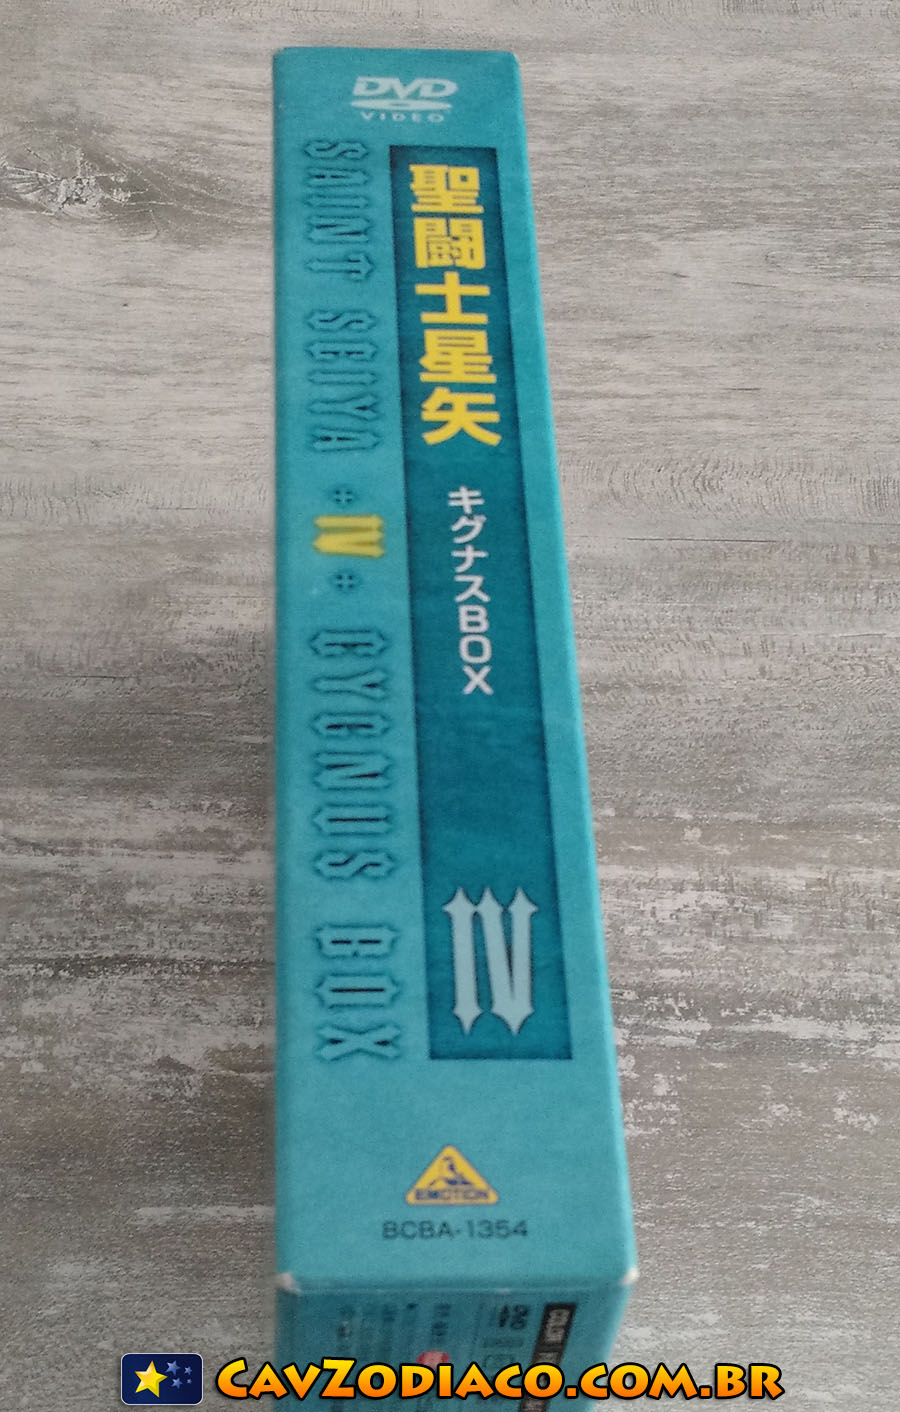 DVD
VIDEO
聖闘士星矢
キグナスBOX
IV
SAINT SEIYA + IV + CYGNUS BOX
EMOTION
BCBA-1354
CavZodiaco.com.br